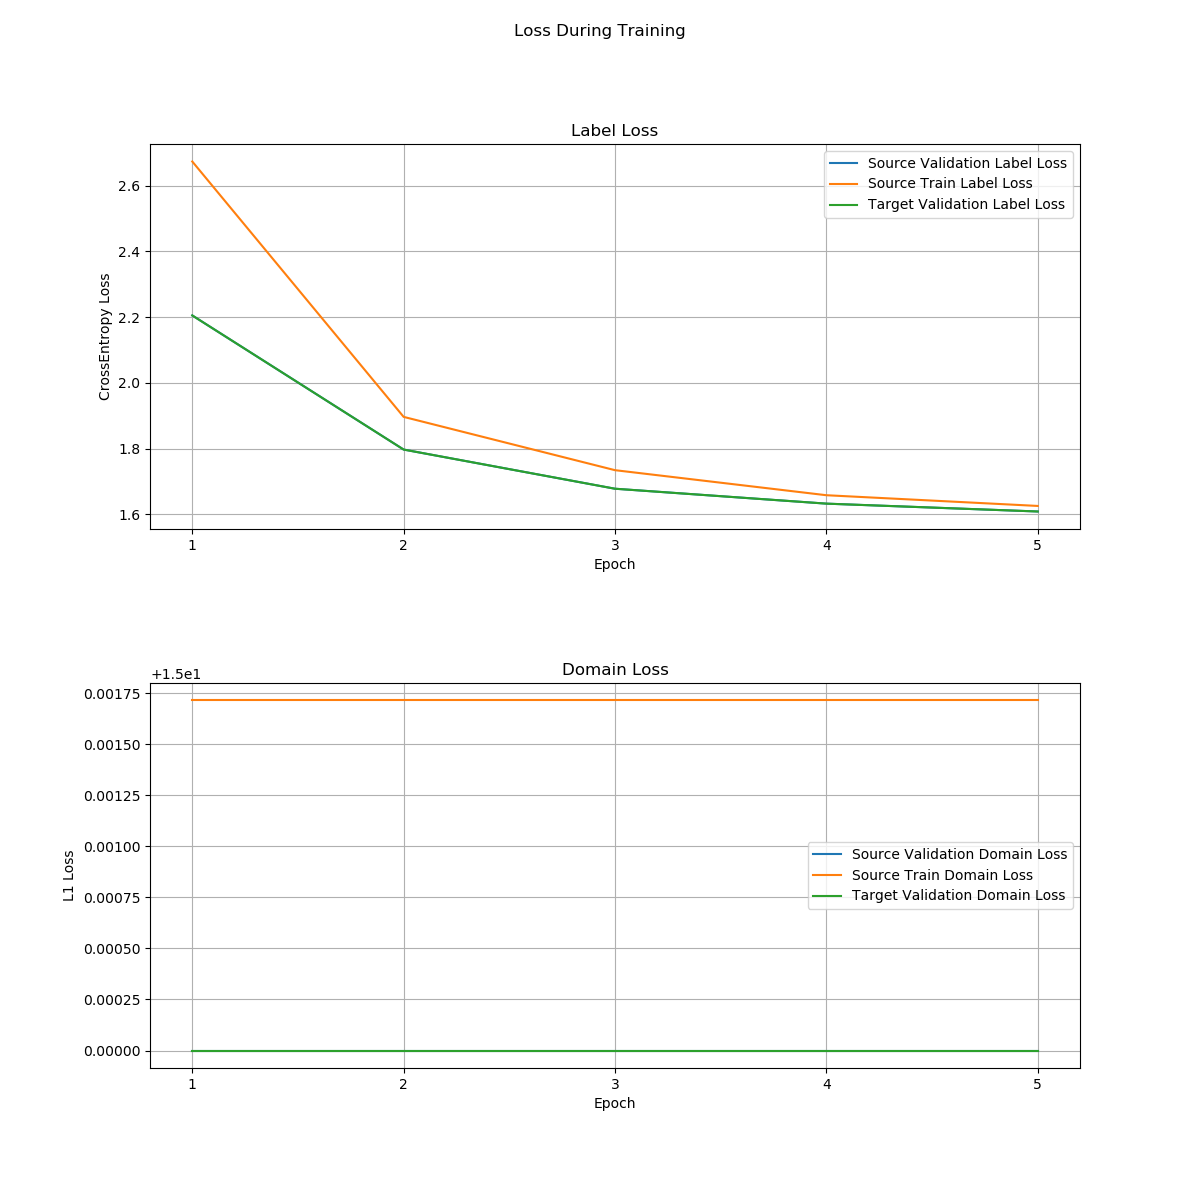 Loss During Training
Label Loss
Source Validation Label Loss
Source Train Label Loss
Target Validation Label Loss
CrossEntropy Loss
2.6
2.4
2.2
2.0
1.8
1.6
1 2 3 4 5
Epoch
Domain Loss
+1.5e1
Source Validation Domain Loss
Source Train Domain Loss
Target Validation Domain Loss
L1 Loss
0.00175
0.00150
0.00125
0.00100
0.00075
0.00050
0.00025
0.00000
1 2 3 4 5
Epoch